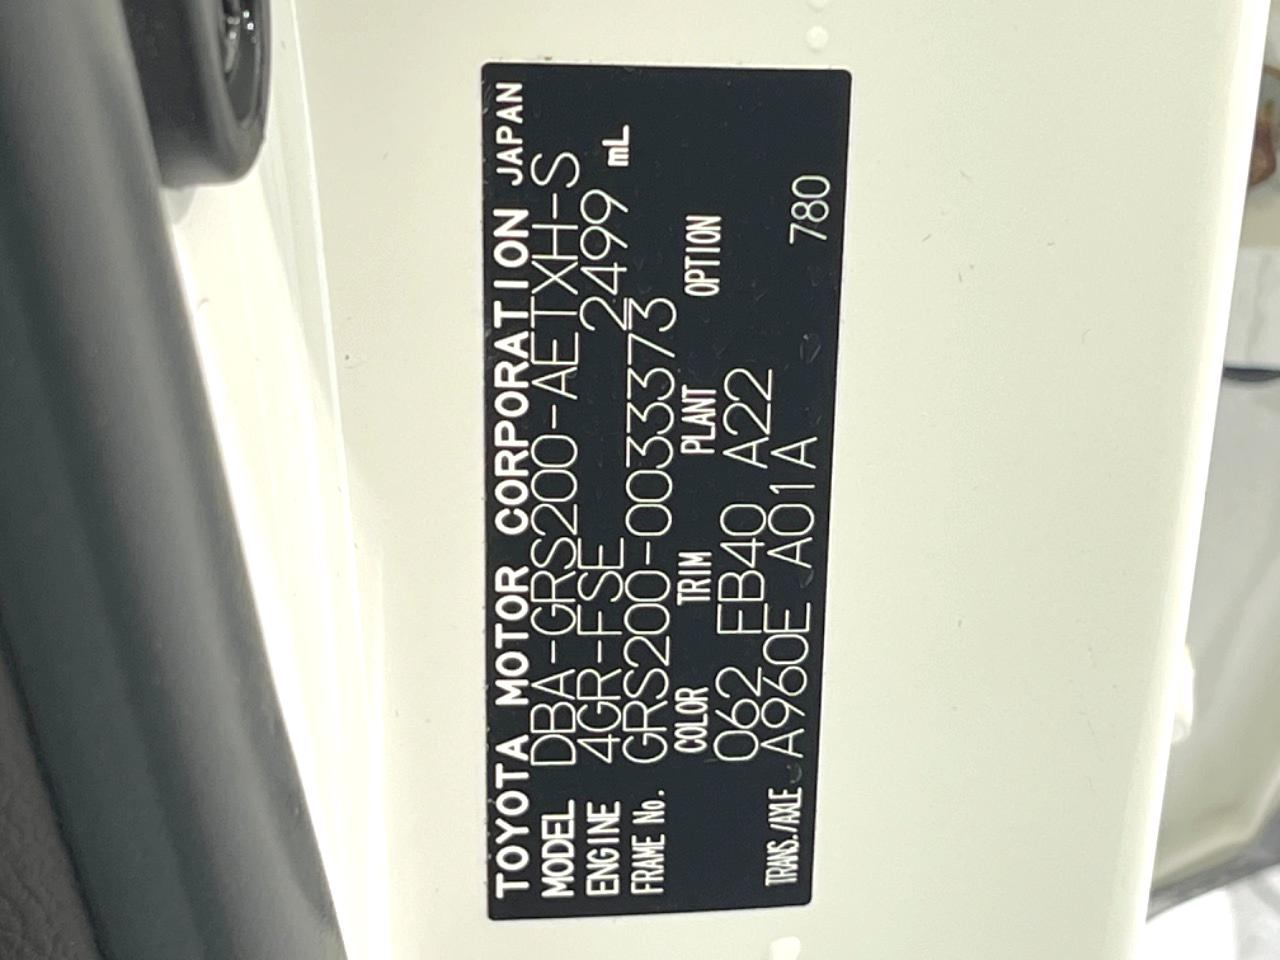 TOYOTA MOTOR CORPORATION JAPAN
MODEL DBA-GRS200-AETXH-S
ENGINE 4GR-FSE 2499 mL
FRAME No. GRS200-0033373
COLOR TRIM PLANT OPTION
062 FB40 A22
TRANS./AXLE A960E A01A 780